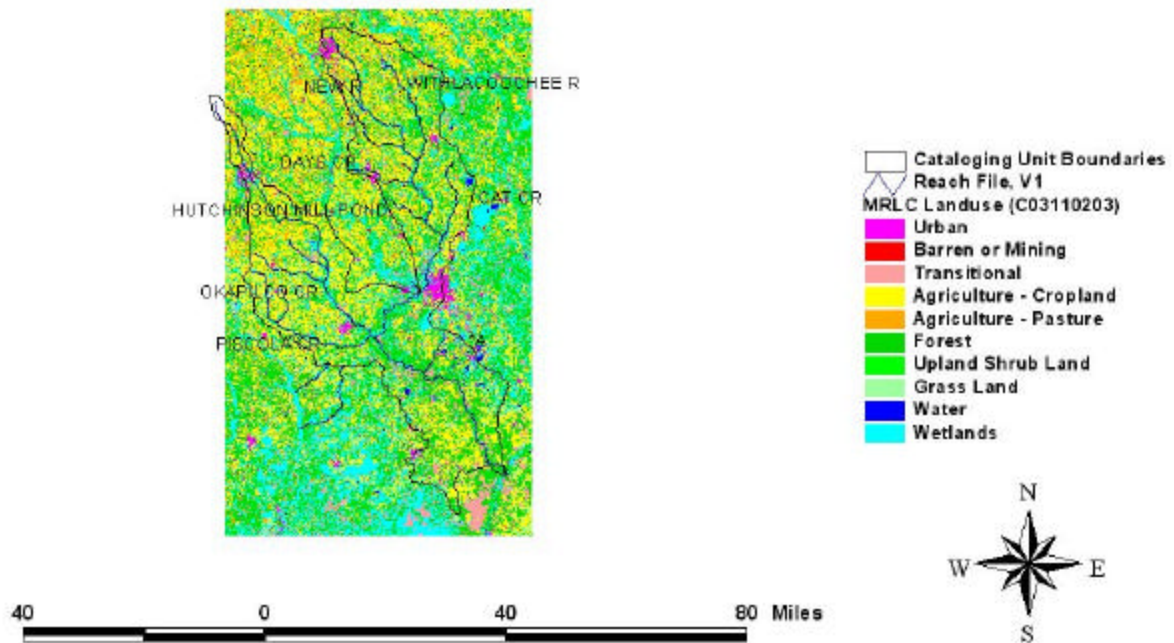 NEW R
WITHLACOOCHEE R
DAYS CR
CAT CR
HUTCHINSON MILL POND
OKAPILCO CR
PISCOLA CR
Cataloging Unit Boundaries
Reach File, V1
MRLC Landuse (C03110203)
Urban
Barren or Mining
Transitional
Agriculture - Cropland
Agriculture - Pasture
Forest
Upland Shrub Land
Grass Land
Water
Wetlands
N
W E
S
40 0 40 80 Miles